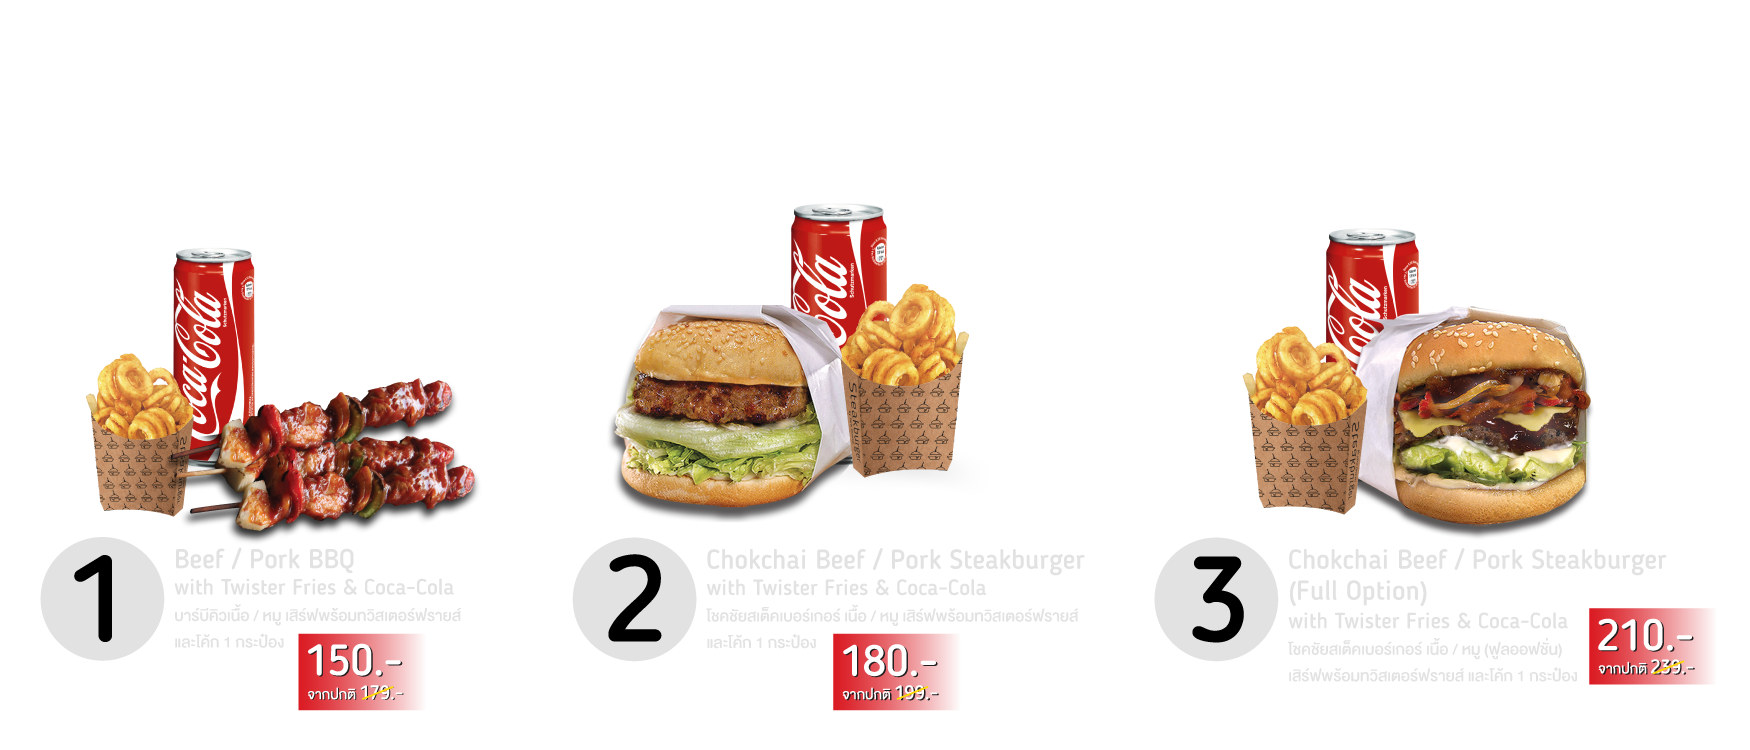 Coca-Cola
Schutzmarken
Cola
Schutzmarken
Steakburger
Coca-Cola
Steakburger
1
Beef / Pork BBQ
with Twister Fries & Coca-Cola
บาร์บีคิวเนื้อ / หมู เสิร์ฟพร้อมทวิสเตอร์ฟรายส์
และโค้ก 1 กระป๋อง
150.-
จากปกติ 179.-
2
Chokchai Beef / Pork Steakburger
with Twister Fries & Coca-Cola
โชคชัยสเต็คเบอร์เกอร์ เนื้อ / หมู เสิร์ฟพร้อมทวิสเตอร์ฟรายส์
และโค้ก 1 กระป๋อง
180.-
จากปกติ 199.-
3
Chokchai Beef / Pork Steakburger
(Full Option)
with Twister Fries & Coca-Cola
โชคชัยสเต็คเบอร์เกอร์ เนื้อ / หมู (ฟูลออฟชั่น)
เสิร์ฟพร้อมทวิสเตอร์ฟรายส์ และโค้ก 1 กระป๋อง
210.-
จากปกติ 239.-